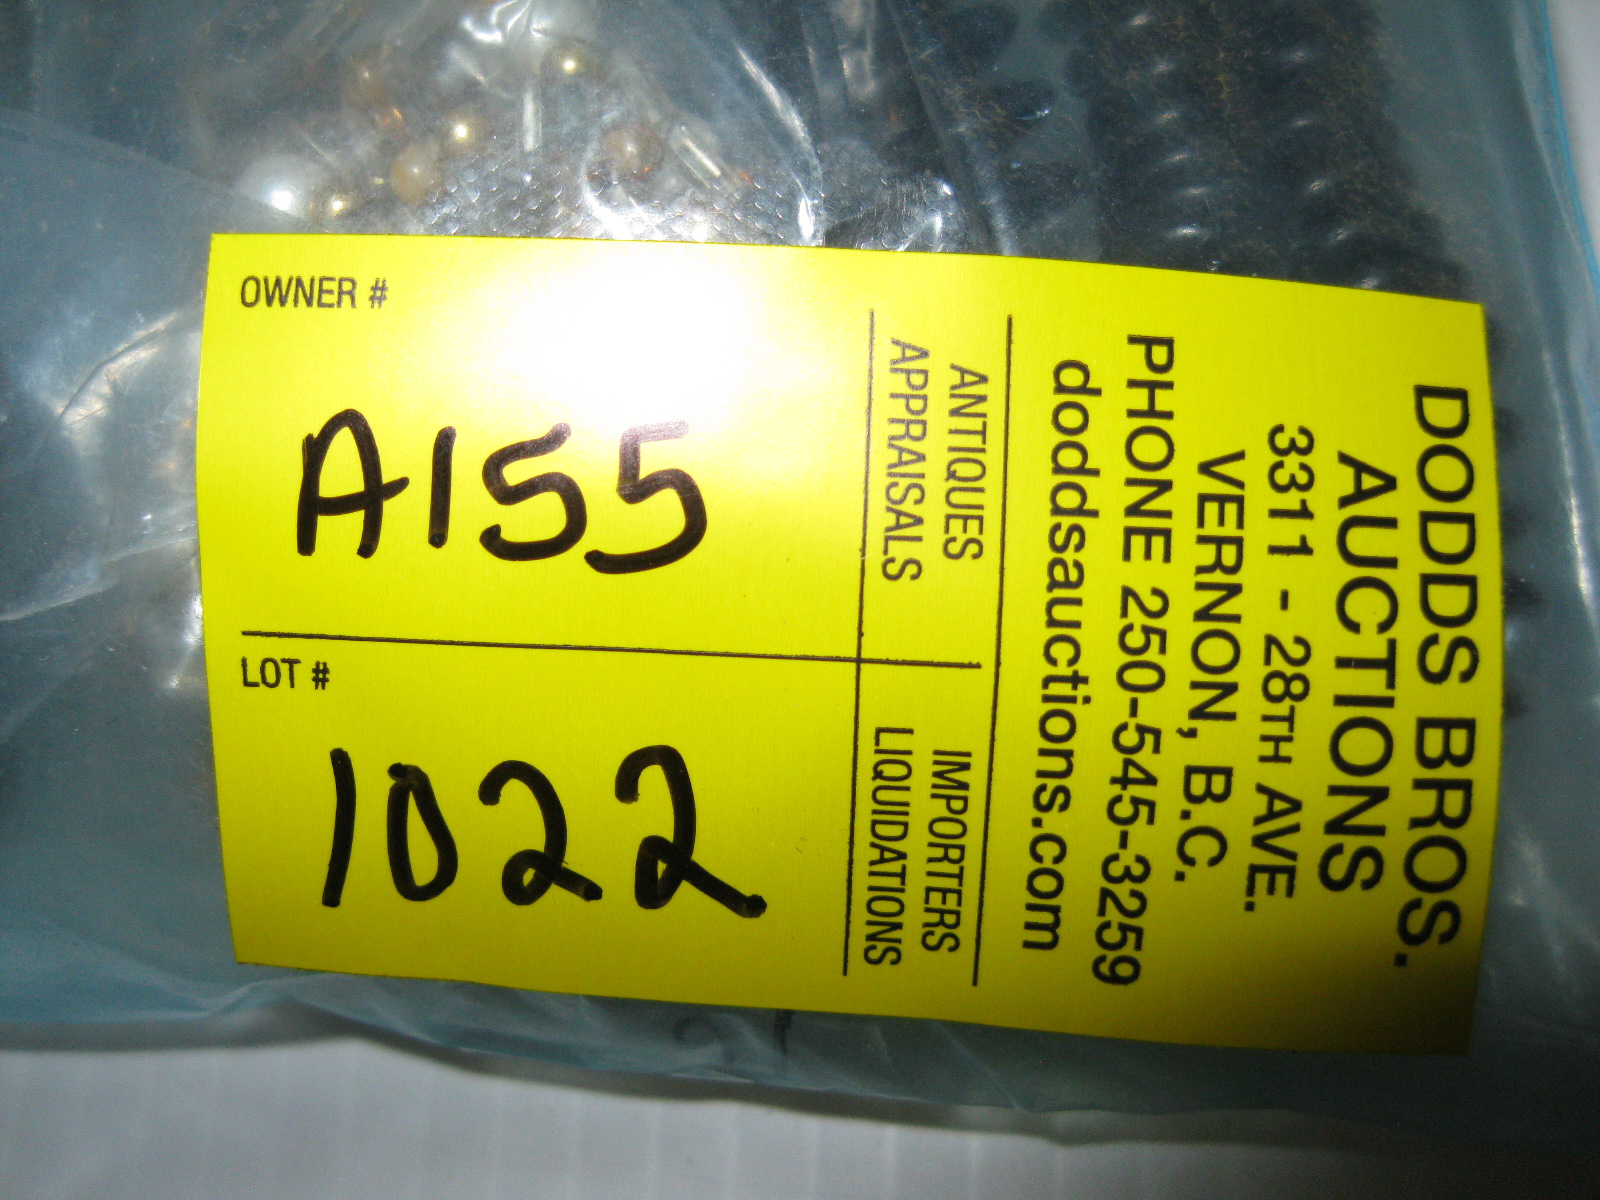 DODDS BROS.
AUCTIONS
3311 - 28TH AVE.
VERNON, B.C.
PHONE 250-545-3259
doddsauctions.com
ANTIQUES
APPRAISALS
IMPORTERS
LIQUIDATIONS
OWNER #
A155
LOT #
1022